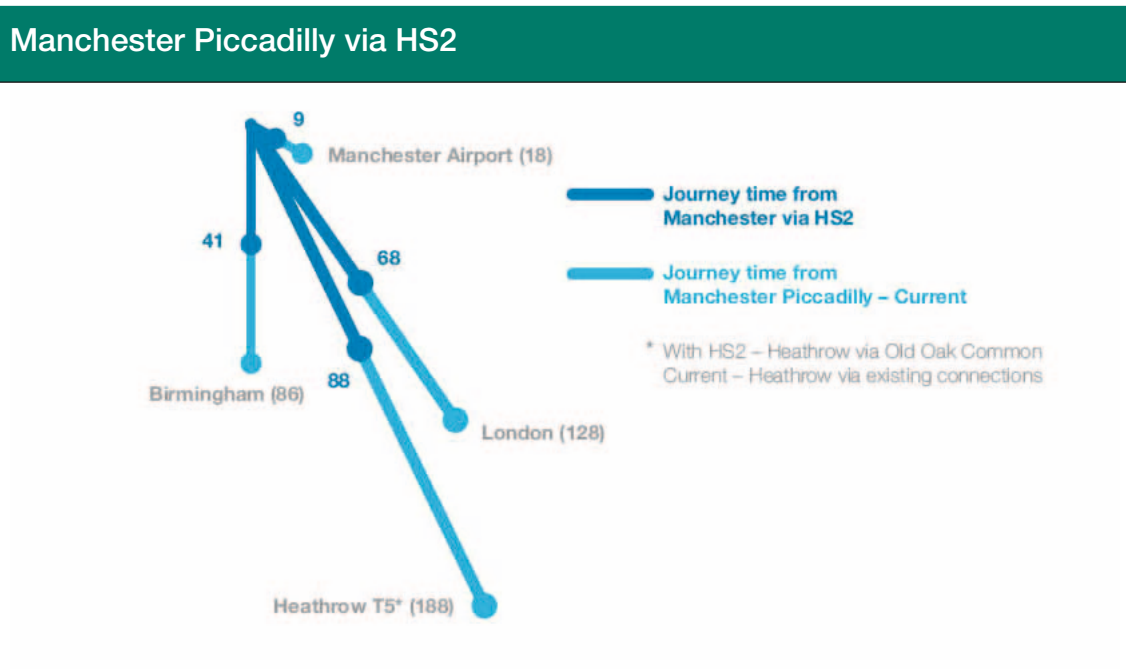 Manchester Piccadilly via HS2
9
Manchester Airport (18)
Journey time from
Manchester via HS2
41
68
Journey time from
Manchester Piccadilly – Current
* With HS2 – Heathrow via Old Oak Common
Current – Heathrow via existing connections
88
Birmingham (86)
London (128)
Heathrow T5* (188)